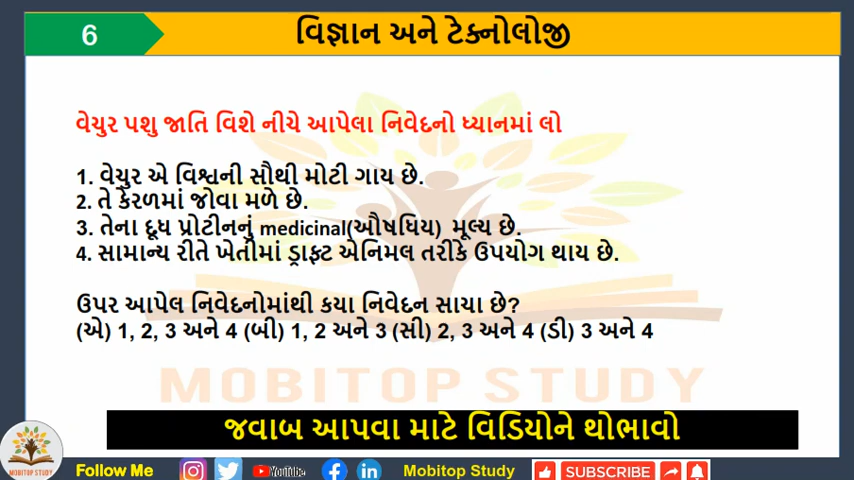 6
વિજ્ઞાન અને ટેક્નોલોજી
વેચુર પશુ જાતિ વિશે નીચે આપેલા નિવેદનો ધ્યાનમાં લો
1. વેચુર એ વિશ્વની સૌથી મોટી ગાય છે.
2. તે કેરળમાં જોવા મળે છે.
3. તેના દૂધ પ્રોટીનનું medicinal(ઔષધિય) મૂલ્ય છે.
4. સામાન્ય રીતે ખેતીમાં ડ્રાફ્ટ એનિમલ તરીકે ઉપયોગ થાય છે.
ઉપર આપેલ નિવેદનોમાંથી કયા નિવેદન સાચા છે?
(એ) 1, 2, 3 અને 4 (બી) 1, 2 અને 3 (સી) 2, 3 અને 4 (ડી) 3 અને 4
MOBITOP STUDY
જવાબ આપવા માટે વિડિયોને થોભાવો
MOBITOP STUDY
Follow Me YouTube Mobitop Study SUBSCRIBE